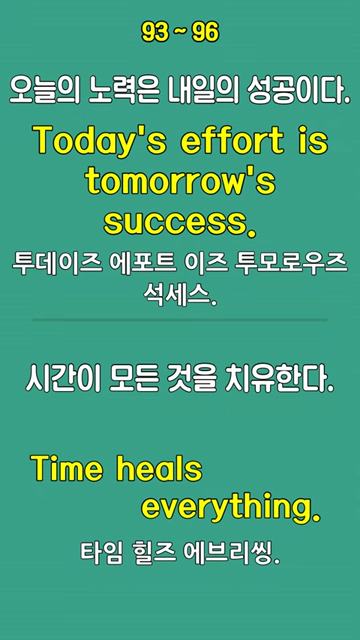 93 ~ 96
오늘의 노력은 내일의 성공이다.
Today's effort is
tomorrow's
success.
투데이즈 에포트 이즈 투모로우즈
석세스.
시간이 모든 것을 치유한다.
Time heals
everything.
타임 힐즈 에브리씽.